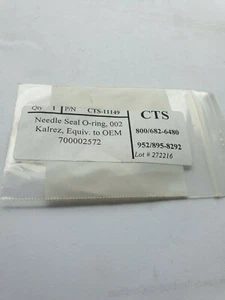 Qty 1 P/N CTS-11149
Needle Seal O-ring, 002
Kalrez, Equiv. to OEM
700002572
CTS
800/682-6480
952/895-8292
Lot # 272216